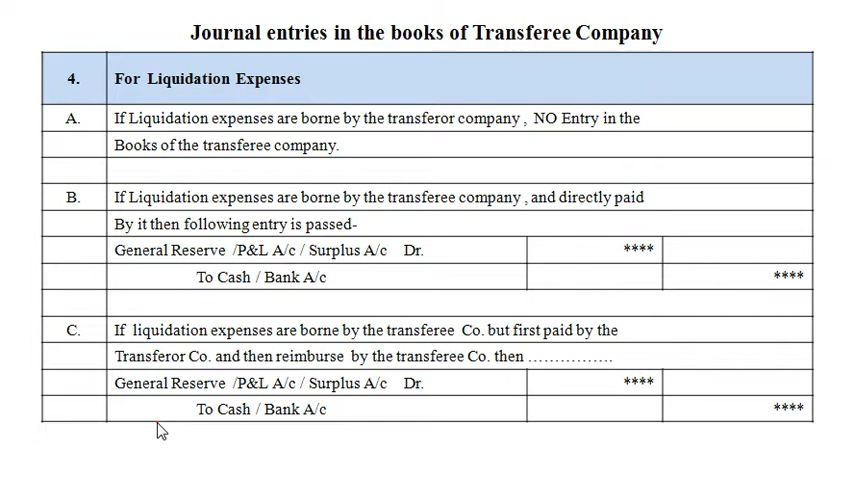 Journal entries in the books of Transferee Company
4. For Liquidation Expenses
A. If Liquidation expenses are borne by the transferor company , NO Entry in the
Books of the transferee company.
B. If Liquidation expenses are borne by the transferee company , and directly paid
By it then following entry is passed-
General Reserve /P&L A/c / Surplus A/c Dr. ****
To Cash / Bank A/c ****
C. If liquidation expenses are borne by the transferee Co. but first paid by the
Transferor Co. and then reimburse by the transferee Co. then …………….
General Reserve /P&L A/c / Surplus A/c Dr. ****
To Cash / Bank A/c ****